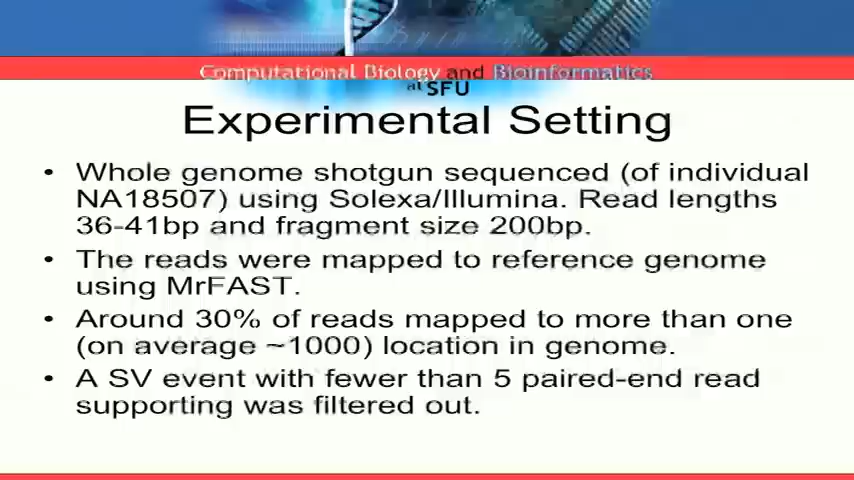 Computational Biology and Bioinformatics
at SFU
Experimental Setting
• Whole genome shotgun sequenced (of individual
NA18507) using Solexa/Illumina. Read lengths
36-41bp and fragment size 200bp.
• The reads were mapped to reference genome
using MrFAST.
• Around 30% of reads mapped to more than one
(on average ~1000) location in genome.
• A SV event with fewer than 5 paired-end read
supporting was filtered out.